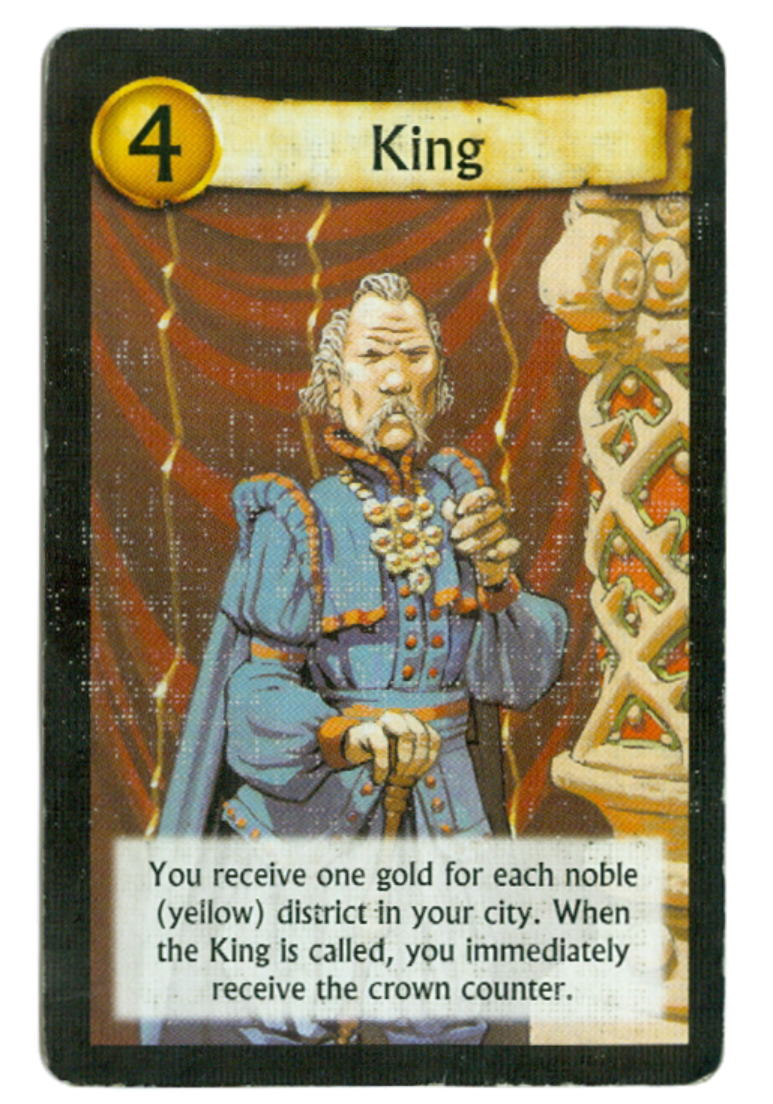 4
King
You receive one gold for each noble
(yellow) district in your city. When
the King is called, you immediately
receive the crown counter.